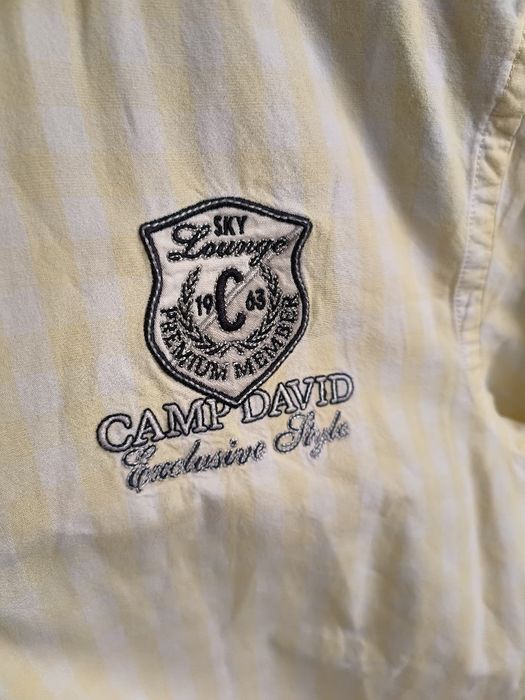 SKY
Lounge
19 C 63
PREMIUM MEMBER
CAMP DAVID
Exclusive Style